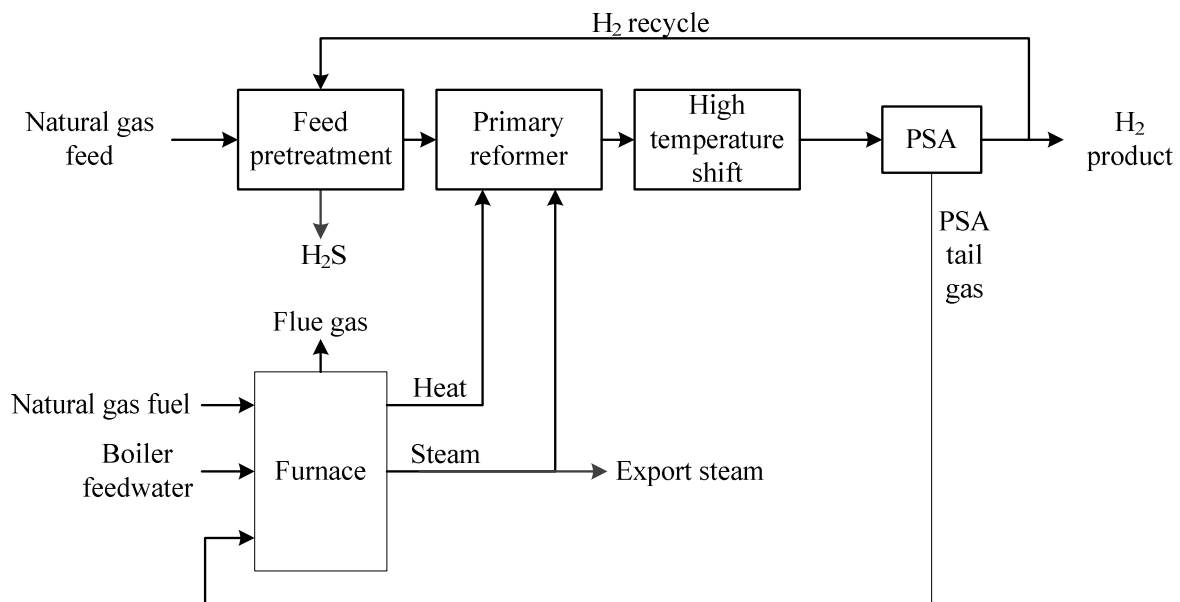 H₂ recycle
Natural gas
feed
Feed
pretreatment
Primary
reformer
High
temperature
shift
PSA
H₂
product
H₂S
PSA
tail
gas
Flue gas
Natural gas fuel
Heat
Boiler
feedwater
Furnace
Steam
Export steam